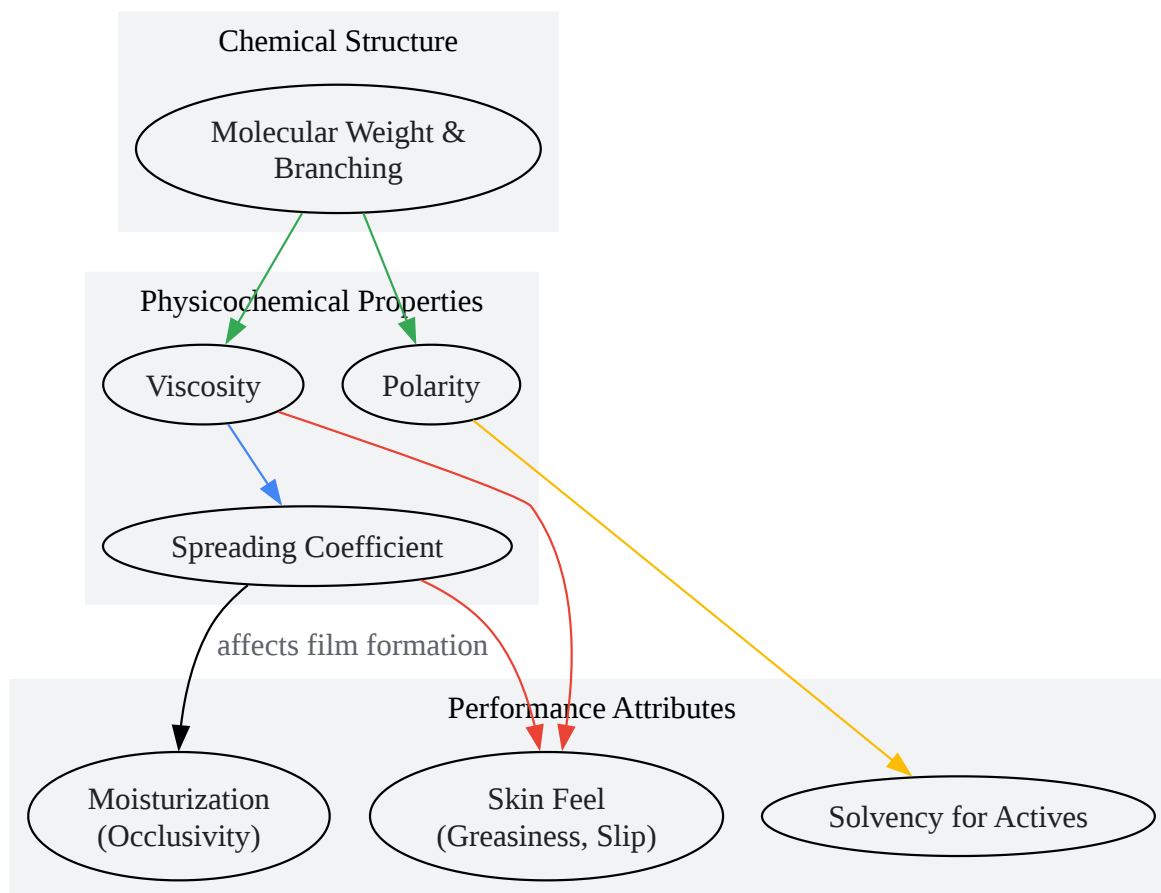 Chemical Structure
Molecular Weight &
Branching
Physicochemical Properties
Viscosity
Polarity
Spreading Coefficient
affects film formation
Performance Attributes
Moisturization
(Occlusivity)
Skin Feel
(Greasiness, Slip)
Solvency for Actives